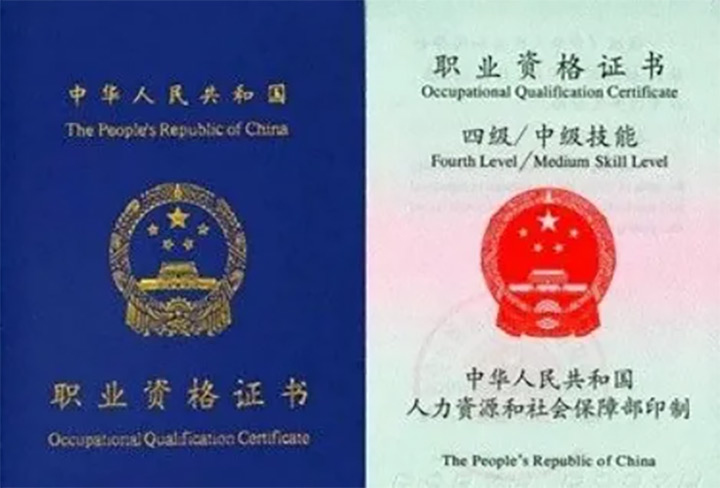 中华人民共和国
The People's Republic of China
职业资格证书
Occupational Qualification Certificate
职业资格证书
Occupational Qualification Certificate
四级/中级技能
Fourth Level/Medium Skill Level
中华人民共和国
人力资源和社会保障部印制
The People's Republic of China